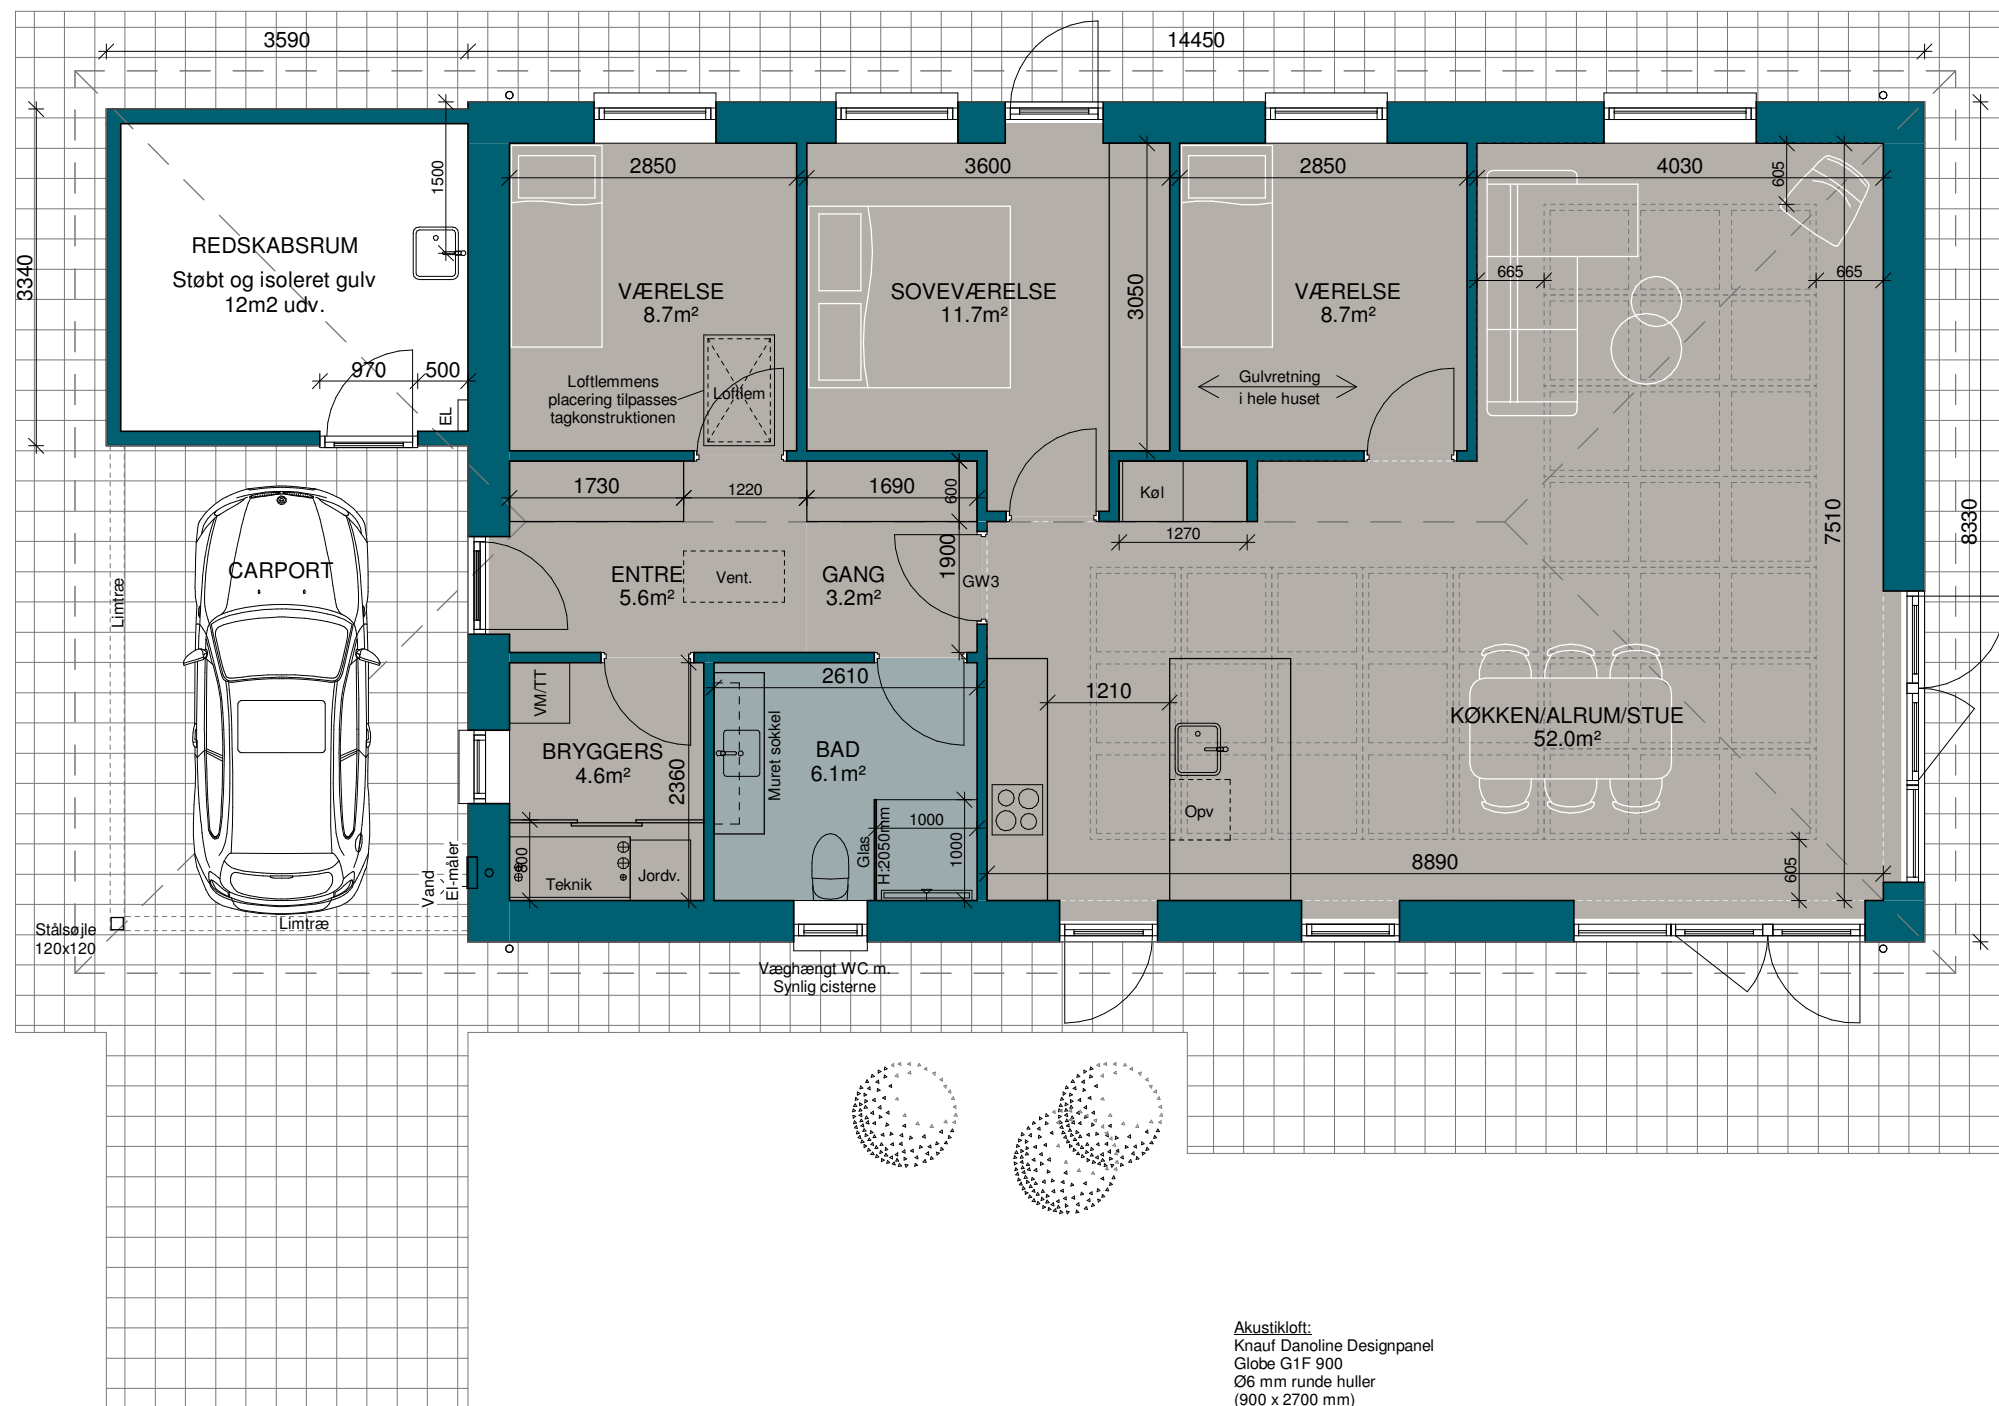 3590
14450
3340
1500
REDSKABSRUM
Støbt og isoleret gulv
12m2 udv.
970
500
EL
2850
3600
2850
4030
605
665
665
VÆRELSE
8.7m²
SOVEVÆRELSE
11.7m²
3050
VÆRELSE
8.7m²
Loftlemmens
placering tilpasses
tagkonstruktionen
Loftlem
Gulvretning
i hele huset
1730
1220
1690
600
Køl
1270
7510
8330
CARPORT
Limtræ
ENTRE
5.6m²
Vent.
GANG
3.2m²
1900
GW3
VM/TT
BRYGGERS
4.6m²
2360
2610
Muret sokkel
BAD
6.1m²
1210
KØKKEN/ALRUM/STUE
52.0m²
Opv
800
Teknik
Jordv.
Glas
H:2050mm
1000
1000
8890
605
Vand
El-måler
Limtræ
Stålsøjle
120x120
Væghængt WC m.
Synlig cisterne
Akustikloft:
Knauf Danoline Designpanel
Globe G1F 900
Ø6 mm runde huller
(900 x 2700 mm)